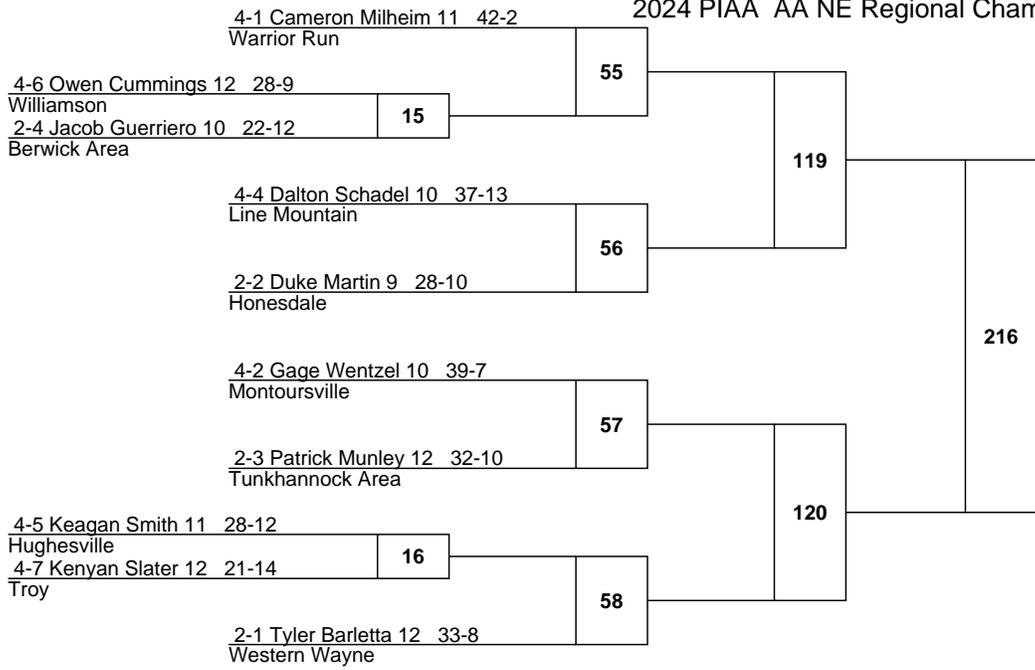 2024 PIAA AA NE Regional Cham
4-1 Cameron Milheim 11 42-2
Warrior Run
55
4-6 Owen Cummings 12 28-9
Williamson
15
2-4 Jacob Guerriero 10 22-12
Berwick Area
119
4-4 Dalton Schadel 10 37-13
Line Mountain
56
2-2 Duke Martin 9 28-10
Honesdale
216
4-2 Gage Wentzel 10 39-7
Montoursville
57
2-3 Patrick Munley 12 32-10
Tunkhannock Area
120
4-5 Keagan Smith 11 28-12
Hughesville
16
4-7 Kenyan Slater 12 21-14
Troy
58
2-1 Tyler Barletta 12 33-8
Western Wayne